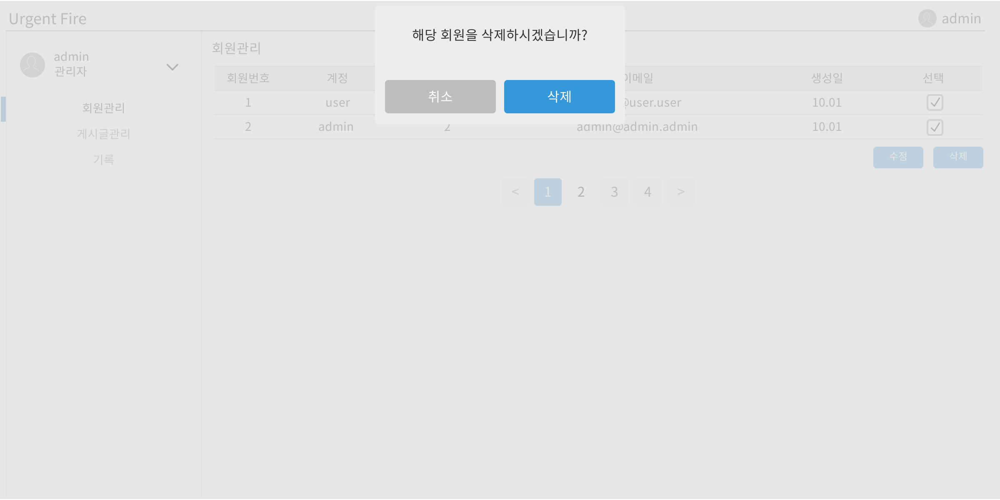 Urgent Fire
admin
해당 회원을 삭제하시겠습니까?
취소
삭제
admin
관리자
회원관리
게시글관리
기록
회원관리
회원번호 계정 이메일 생성일 선택
1 user @user.user 10.01
2 admin 2 admin@admin.admin 10.01
수정 삭제
< 1 2 3 4 >